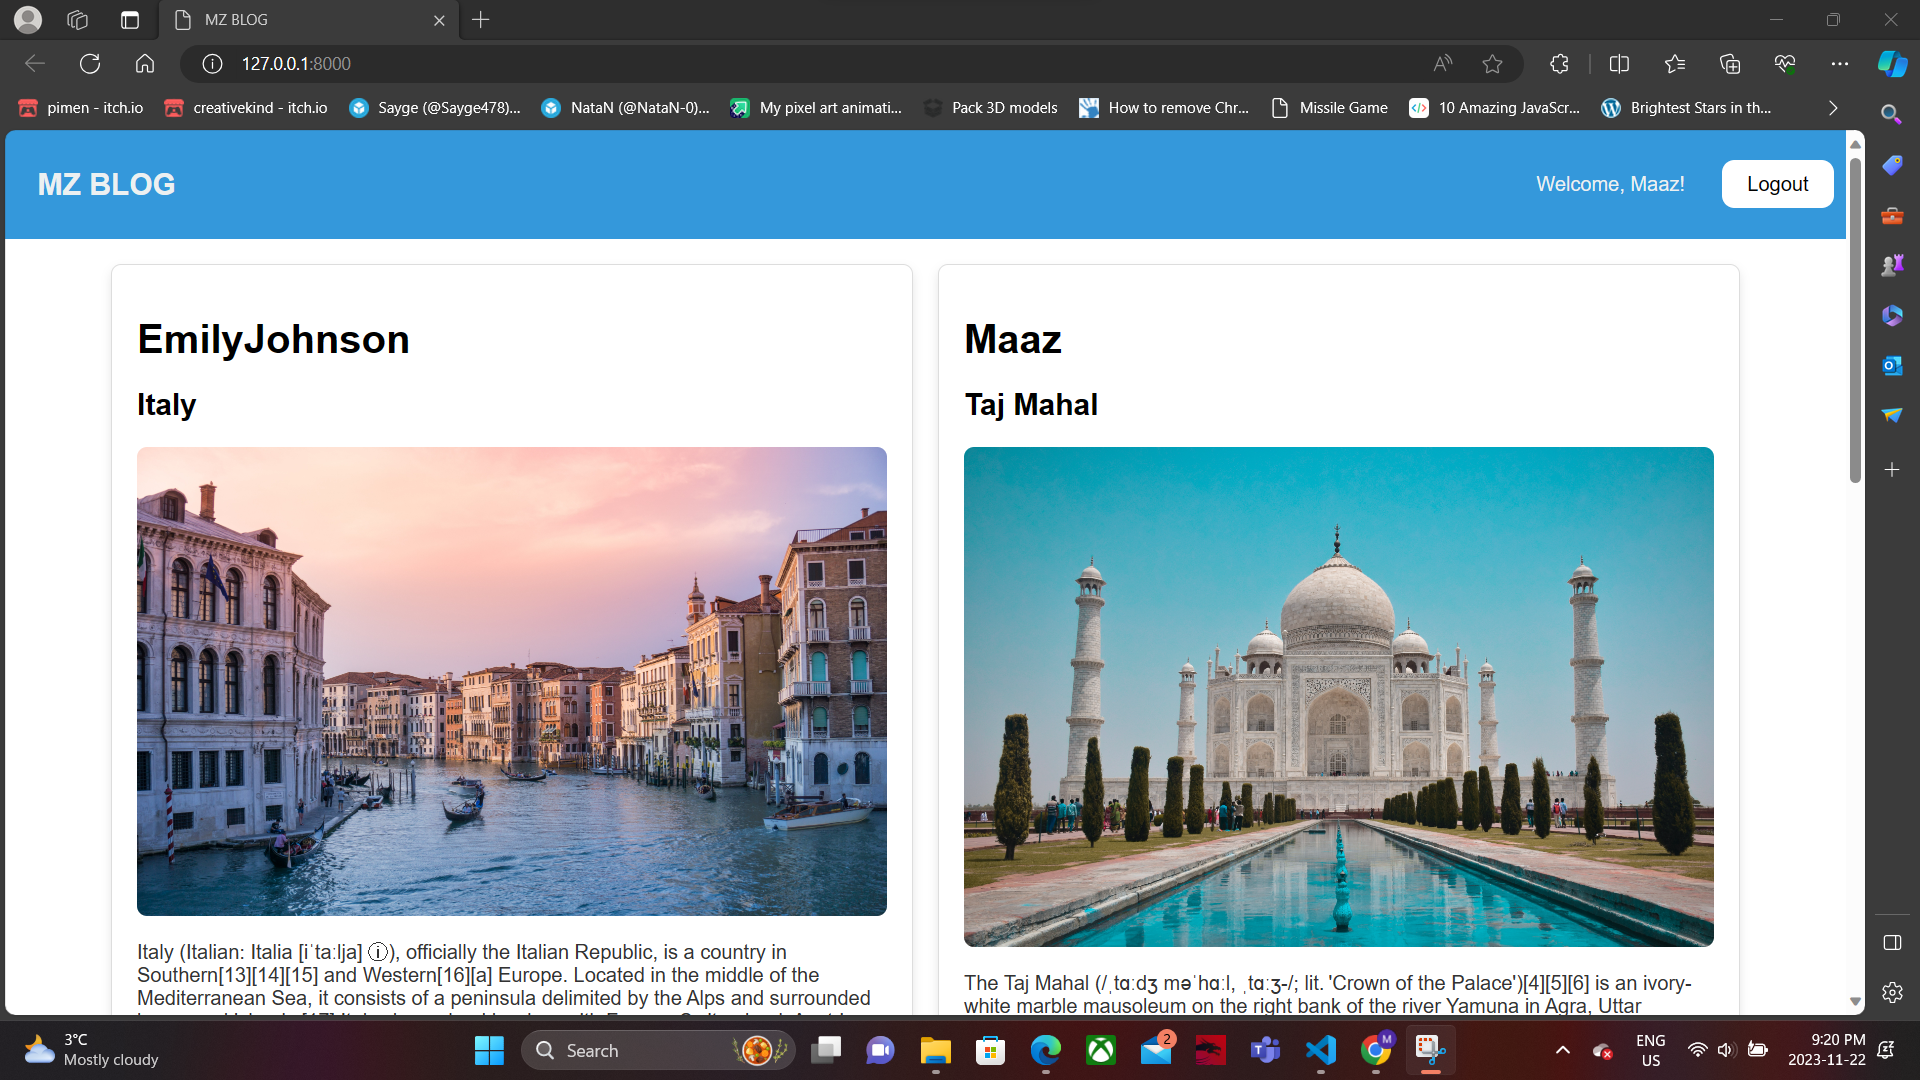 MZ BLOG
127.0.0.1:8000
pimen - itch.io
creativekind - itch.io
Sayge (@Sayge478)...
NataN (@NataN-0)...
My pixel art animati...
Pack 3D models
How to remove Chr...
Missile Game
10 Amazing JavaScr...
Brightest Stars in th...
MZ BLOG
Welcome, Maaz!
Logout
EmilyJohnson
Italy
Italy (Italian: Italia [iˈtaːlja] ⓘ), officially the Italian Republic, is a country in
Southern[13][14][15] and Western[16][a] Europe. Located in the middle of the
Mediterranean Sea, it consists of a peninsula delimited by the Alps and surrounded
Maaz
Taj Mahal
The Taj Mahal (/ˌtɑːdʒ məˈhɑːl, ˌtɑːʒ-/; lit. 'Crown of the Palace')[4][5][6] is an ivory-
white marble mausoleum on the right bank of the river Yamuna in Agra, Uttar
3°C
Mostly cloudy
Search
2
M
ENG
US
9:20 PM
2023-11-22